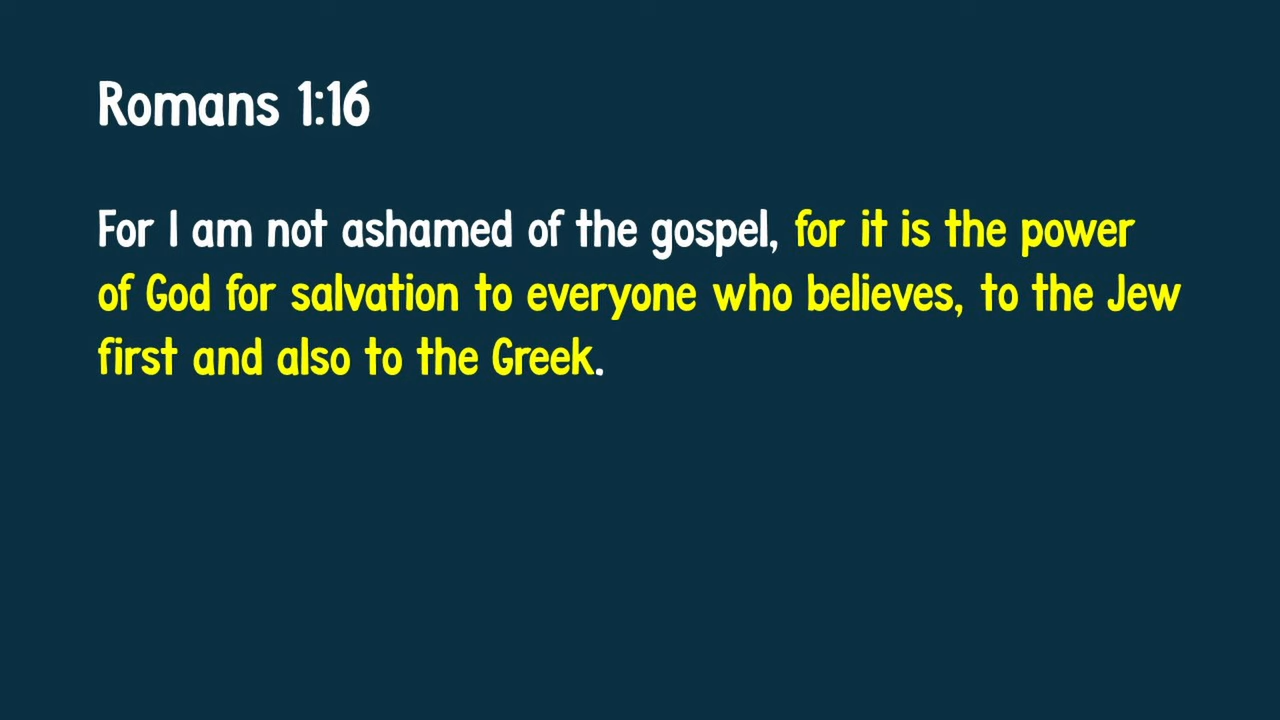 Romans 1:16
For I am not ashamed of the gospel, for it is the power
of God for salvation to everyone who believes, to the Jew
first and also to the Greek.